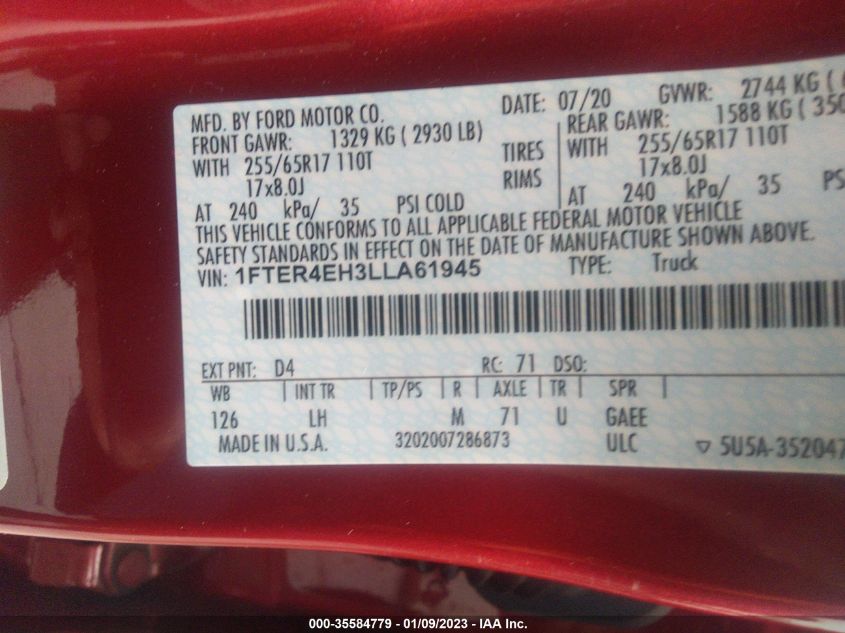 MFD. BY FORD MOTOR CO. DATE: 07/20 GVWR: 2744 KG (
FRONT GAWR: 1329 KG ( 2930 LB) REAR GAWR: 1588 KG ( 350
WITH 255/65R17 110T TIRES WITH 255/65R17 110T
17x8.0J RIMS 17x8.0J
AT 240 kPa/ 35 PSI COLD AT 240 kPa/ 35 PS
THIS VEHICLE CONFORMS TO ALL APPLICABLE FEDERAL MOTOR VEHICLE
SAFETY STANDARDS IN EFFECT ON THE DATE OF MANUFACTURE SHOWN ABOVE.
VIN: 1FTER4EH3LLA61945 TYPE: Truck
EXT PNT: D4 RC: 71 DSO:
WB | INT TR | TP/PS | R | AXLE | TR | SPR |
126 LH M 71 U GAEE
MADE IN U.S.A. 3202007286873 ULC ▽ 5U5A-352047
000-35584779 — 01/09/2023 — IAA Inc.